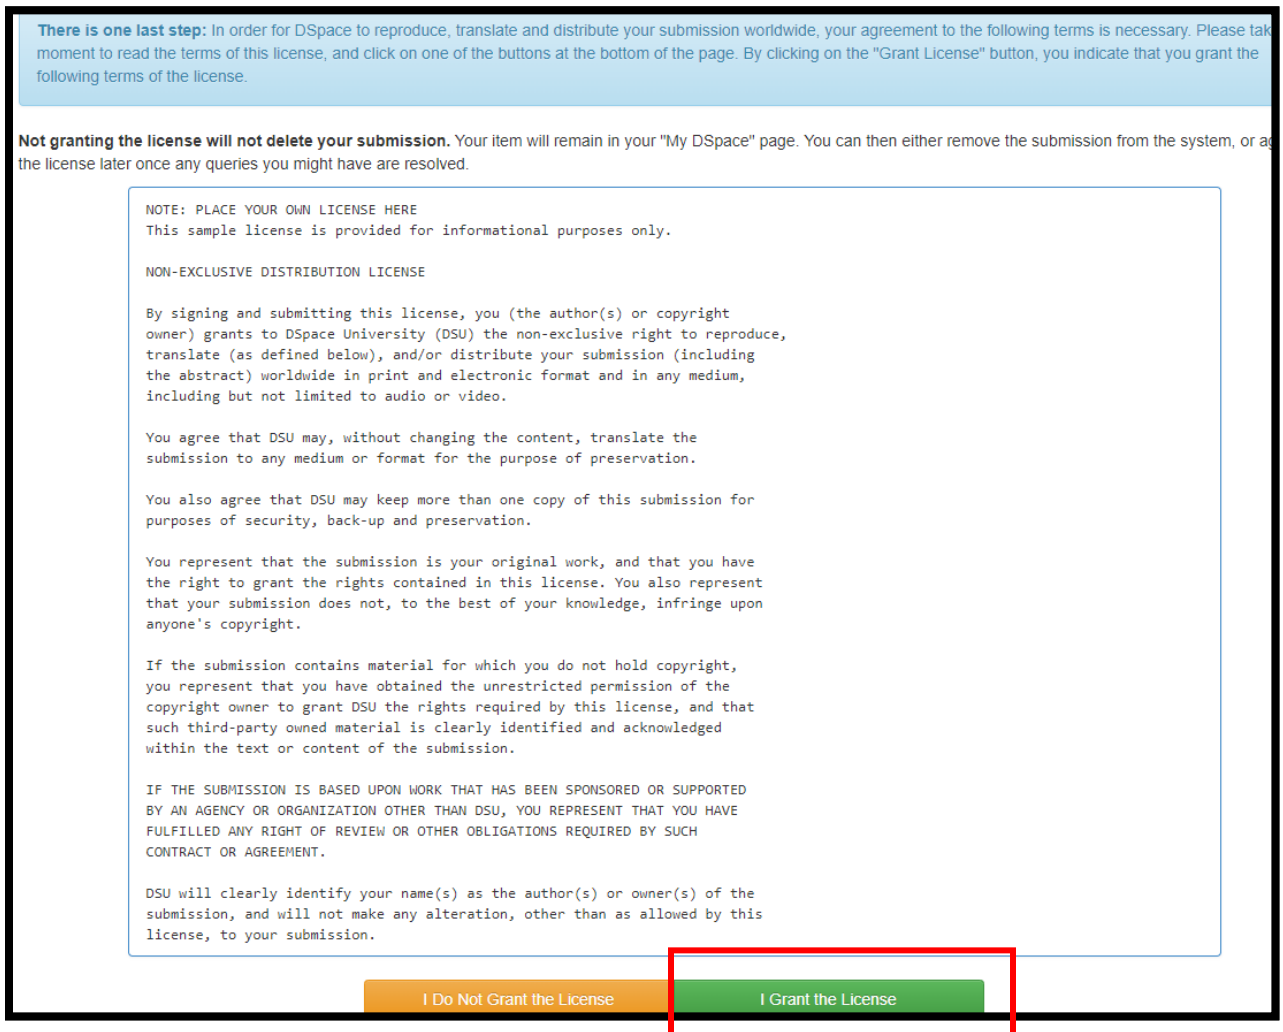 There is one last step: In order for DSpace to reproduce, translate and distribute your submission worldwide, your agreement to the following terms is necessary. Please
moment to read the terms of this license, and click on one of the buttons at the bottom of the page. By clicking on the "Grant License" button, you indicate that you grant the
following terms of the license.
Not granting the license will not delete your submission. Your item will remain in your "My DSpace" page. You can then either remove the submission from the system, or
the license later once any queries you might have are resolved.
NOTE: PLACE YOUR OWN LICENSE HERE
This sample license is provided for informational purposes only.
NON-EXCLUSIVE DISTRIBUTION LICENSE
By signing and submitting this license, you (the author(s) or copyright
owner) grants to DSpace University (DSU) the non-exclusive right to reproduce,
translate (as defined below), and/or distribute your submission (including
the abstract) worldwide in print and electronic format and in any medium,
including but not limited to audio or video.
You agree that DSU may, without changing the content, translate the
submission to any medium or format for the purpose of preservation.
You also agree that DSU may keep more than one copy of this submission for
purposes of security, back-up and preservation.
You represent that the submission is your original work, and that you have
the right to grant the rights contained in this license. You also represent
that your submission does not, to the best of your knowledge, infringe upon
anyone's copyright.
If the submission contains material for which you do not hold copyright,
you represent that you have obtained the unrestricted permission of the
copyright owner to grant DSU the rights required by this license, and that
such third-party owned material is clearly identified and acknowledged
within the text or content of the submission.
IF THE SUBMISSION IS BASED UPON WORK THAT HAS BEEN SPONSORED OR SUPPORTED
BY AN AGENCY OR ORGANIZATION OTHER THAN DSU, YOU REPRESENT THAT YOU HAVE
FULFILLED ANY RIGHT OF REVIEW OR OTHER OBLIGATIONS REQUIRED BY SUCH
CONTRACT OR AGREEMENT.
DSU will clearly identify your name(s) as the author(s) or owner(s) of the
submission, and will not make any alteration, other than as allowed by this
license, to your submission.
I Do Not Grant the License
I Grant the License